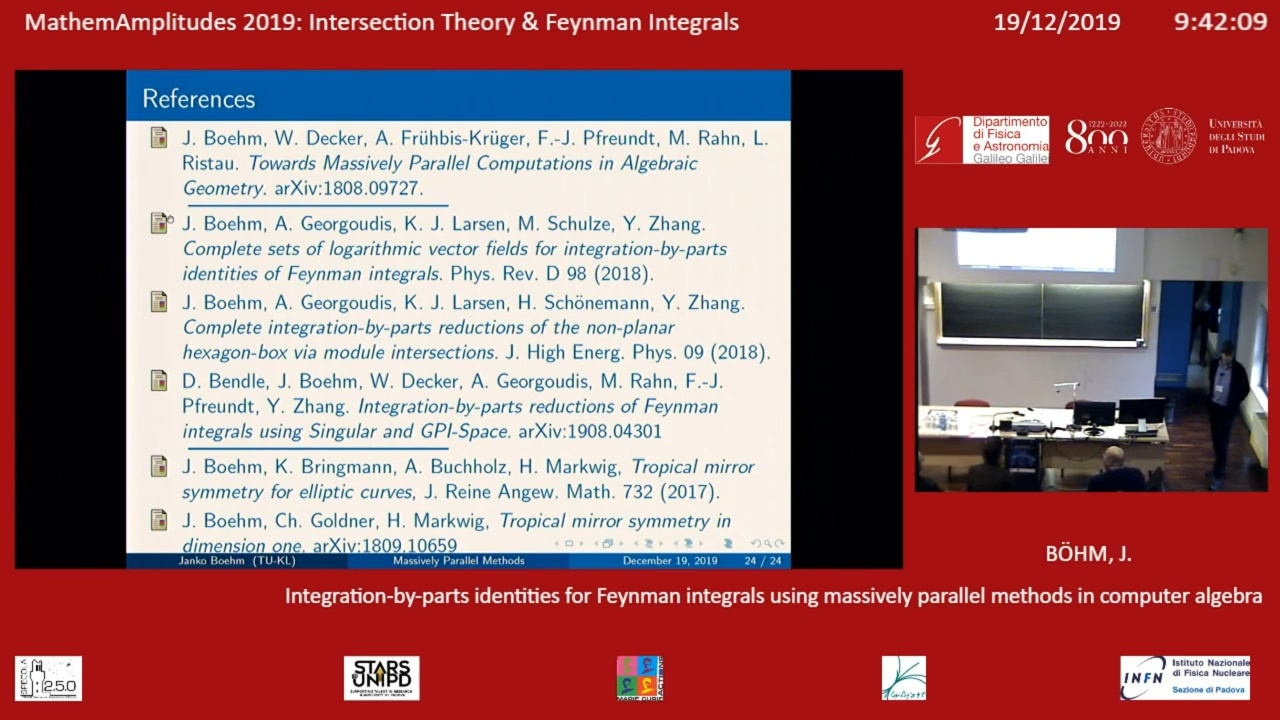 MathemAmplitudes 2019: Intersection Theory & Feynman Integrals
19/12/2019
9:42:09
References
J. Boehm, W. Decker, A. Frühbis-Krüger, F.-J. Pfreundt, M. Rahn, L.
Ristau. Towards Massively Parallel Computations in Algebraic
Geometry. arXiv:1808.09727.
J. Boehm, A. Georgoudis, K. J. Larsen, M. Schulze, Y. Zhang.
Complete sets of logarithmic vector fields for integration-by-parts
identities of Feynman integrals. Phys. Rev. D 98 (2018).
J. Boehm, A. Georgoudis, K. J. Larsen, H. Schönemann, Y. Zhang.
Complete integration-by-parts reductions of the non-planar
hexagon-box via module intersections. J. High Energ. Phys. 09 (2018).
D. Bendle, J. Boehm, W. Decker, A. Georgoudis, M. Rahn, F.-J.
Pfreundt, Y. Zhang. Integration-by-parts reductions of Feynman
integrals using Singular and GPI-Space. arXiv:1908.04301
J. Boehm, K. Bringmann, A. Buchholz, H. Markwig, Tropical mirror
symmetry for elliptic curves, J. Reine Angew. Math. 732 (2017).
J. Boehm, Ch. Goldner, H. Markwig, Tropical mirror symmetry in
dimension one. arXiv:1809.10659
Janko Boehm (TU-KL)
Massively Parallel Methods
December 19, 2019
24 / 24
Dipartimento
di Fisica
e Astronomia
Galileo Galilei
1222-2022
800
ANNI
UNIVERSITÀ
DEGLI STUDI
DI PADOVA
BÖHM, J.
Integration-by-parts identities for Feynman integrals using massively parallel methods in computer algebra
SPECOLA
250
STARS
UNIPD
INFN
Istituto Nazionale
di Fisica Nucleare
Sezione di Padova